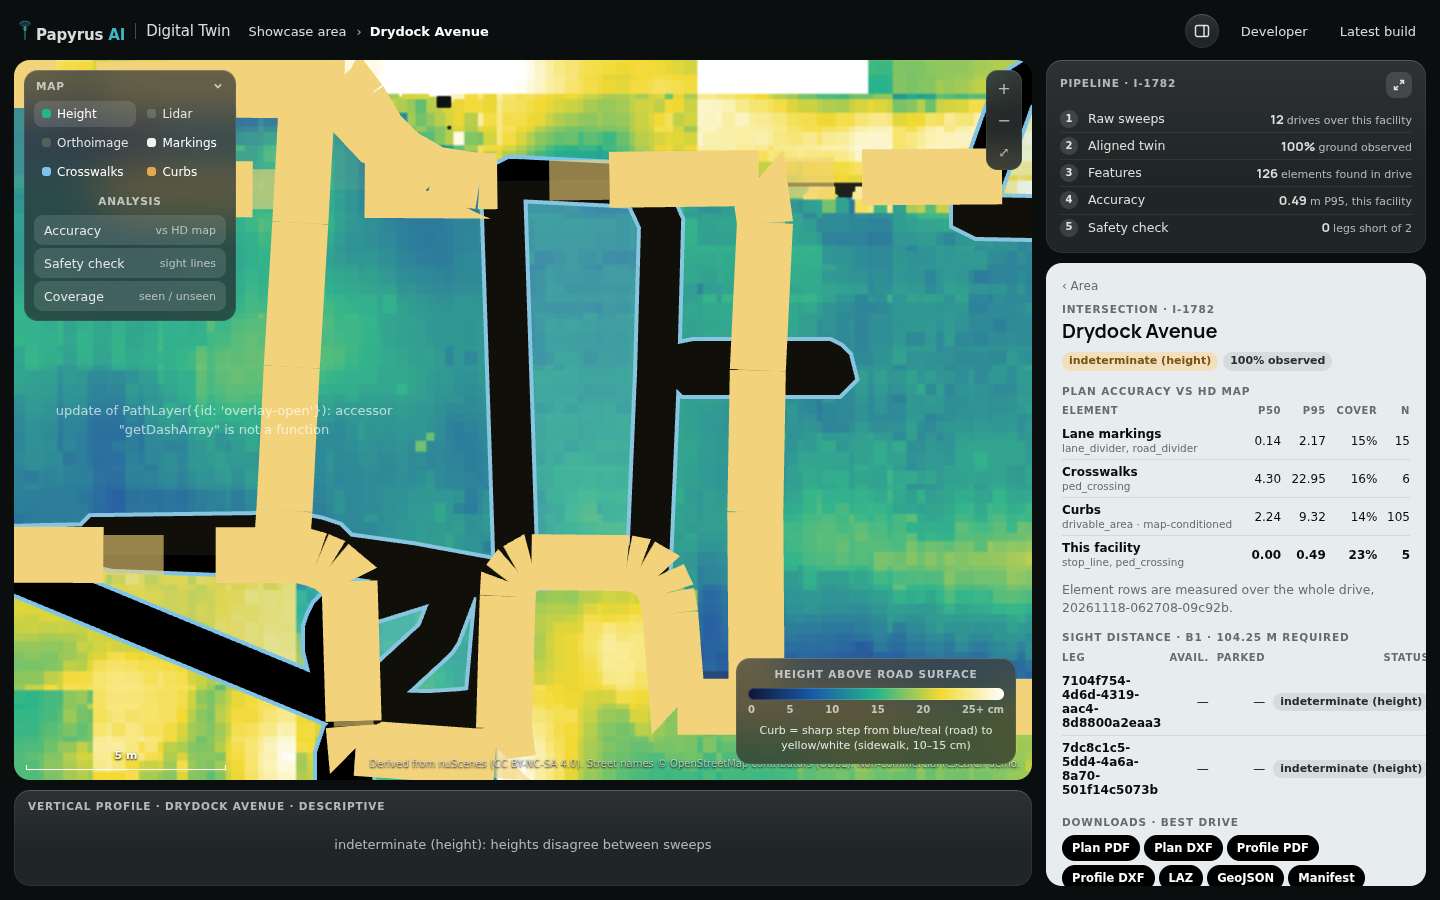 Papyrus AI
Digital Twin
Showcase area › Drydock Avenue
Developer
Latest build
MAP
Height
Lidar
Orthoimage
Markings
Crosswalks
Curbs
ANALYSIS
Accuracy vs HD map
Safety check sight lines
Coverage seen / unseen
+
−
update of PathLayer({id: 'overlay-open'}): accessor
"getDashArray" is not a function
HEIGHT ABOVE ROAD SURFACE
0 5 10 15 20 25+ cm
Curb = sharp step from blue/teal (road) to
yellow/white (sidewalk, 10–15 cm)
5 m
Derived from nuScenes (CC BY-NC-SA 4.0). Street names © OpenStreetMap contributors (ODbL). Non-commercial research demo.
VERTICAL PROFILE · DRYDOCK AVENUE · DESCRIPTIVE
indeterminate (height): heights disagree between sweeps
PIPELINE · I-1782
1 Raw sweeps 12 drives over this facility
2 Aligned twin 100% ground observed
3 Features 126 elements found in drive
4 Accuracy 0.49 m P95, this facility
5 Safety check 0 legs short of 2
‹ Area
INTERSECTION · I-1782
Drydock Avenue
indeterminate (height) 100% observed
PLAN ACCURACY VS HD MAP
ELEMENT P50 P95 COVER N
Lane markings 0.14 2.17 15% 15
lane_divider, road_divider
Crosswalks 4.30 22.95 16% 6
ped_crossing
Curbs 2.24 9.32 14% 105
drivable_area · map-conditioned
This facility 0.00 0.49 23% 5
stop_line, ped_crossing
Element rows are measured over the whole drive,
20261118-062708-09c92b.
SIGHT DISTANCE · B1 · 104.25 M REQUIRED
LEG AVAIL. PARKED STATUS
7104f754-
4d6d-4319-
aac4-
8d8800a2eaa3
— — indeterminate (height)
7dc8c1c5-
5dd4-4a6a-
8a70-
501f14c5073b
— — indeterminate (height)
DOWNLOADS · BEST DRIVE
Plan PDF Plan DXF Profile PDF
Profile DXF LAZ GeoJSON Manifest